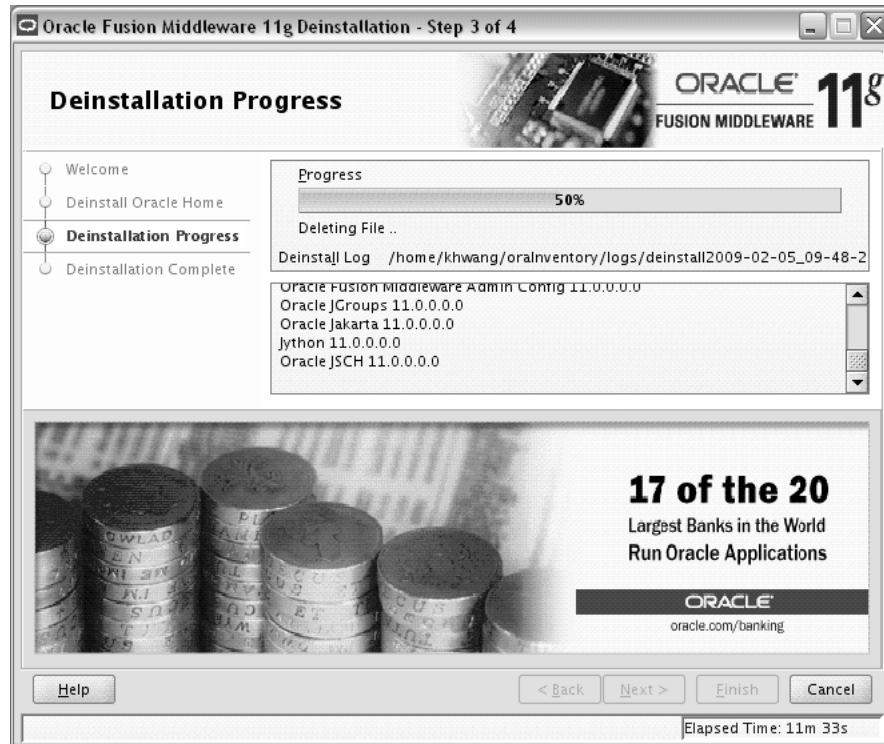 Oracle Fusion Middleware 11g Deinstallation - Step 3 of 4
Deinstallation Progress
ORACLE 11g
FUSION MIDDLEWARE
Welcome
Deinstall Oracle Home
Deinstallation Progress
Deinstallation Complete
Progress
50%
Deleting File ..
Deinstall Log /home/khwang/oraInventory/logs/deinstall2009-02-05_09-48-2
Oracle Fusion Middleware Admin Config 11.0.0.0.0
Oracle JGroups 11.0.0.0.0
Oracle Jakarta 11.0.0.0.0
Jython 11.0.0.0.0
Oracle JSCH 11.0.0.0.0
17 of the 20
Largest Banks in the World
Run Oracle Applications
ORACLE
oracle.com/banking
Help
< Back
Next >
Finish
Cancel
Elapsed Time: 11m 33s